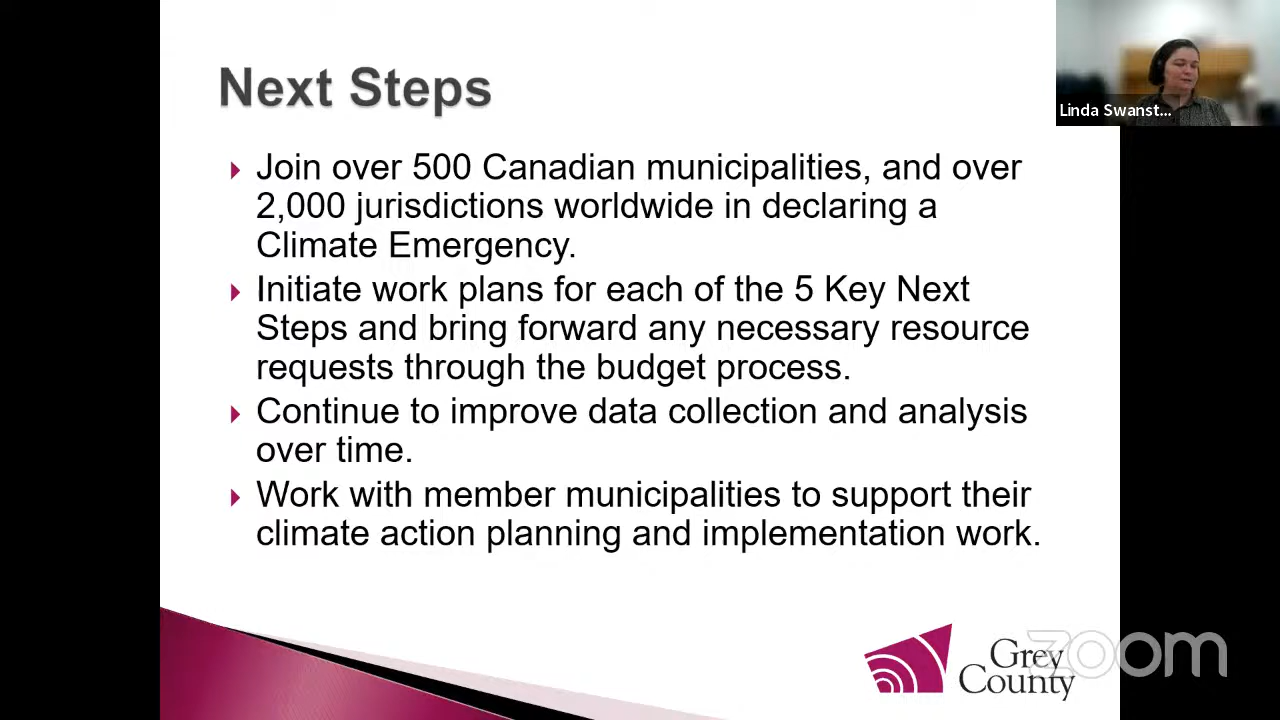 Next Steps
Linda Swanst...
Join over 500 Canadian municipalities, and over
2,000 jurisdictions worldwide in declaring a
Climate Emergency.
Initiate work plans for each of the 5 Key Next
Steps and bring forward any necessary resource
requests through the budget process.
Continue to improve data collection and analysis
over time.
Work with member municipalities to support their
climate action planning and implementation work.
Grey
County
zoom